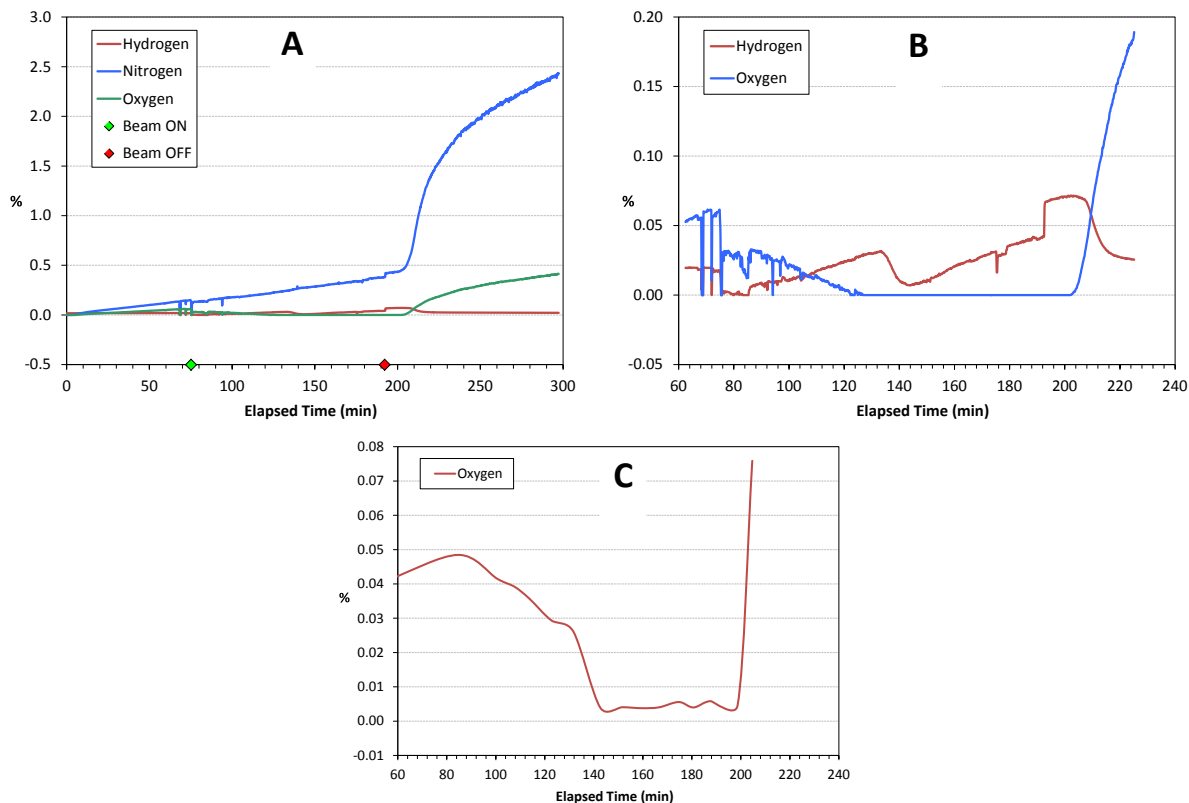 A
3.0
2.5
2.0
1.5
1.0
0.5
0.0
-0.5
%
Hydrogen
Nitrogen
Oxygen
Beam ON
Beam OFF
0 50 100 150 200 250 300
Elapsed Time (min)
B
0.20
0.15
0.10
0.05
0.00
-0.05
%
Hydrogen
Oxygen
60 80 100 120 140 160 180 200 220 240
Elapsed Time (min)
C
0.08
0.07
0.06
0.05
0.04
0.03
0.02
0.01
0.00
-0.01
%
Oxygen
60 80 100 120 140 160 180 200 220 240
Elapsed Time (min)